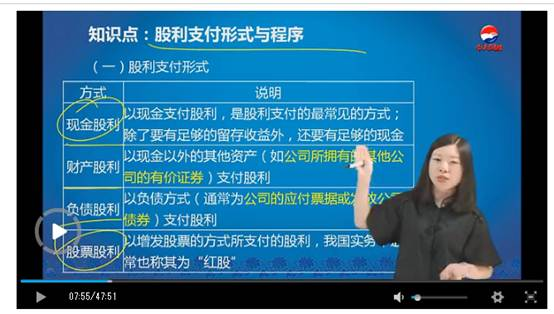 知识点：股利支付形式与程序
（一）股利支付形式
方式
说明
现金股利
以现金支付股利，是股利支付的最常见的方式；
除了要有足够的留存收益外，还要有足够的现金
财产股利
以现金以外的其他资产（如公司所拥有的其他公
司的有价证券）支付股利
负债股利
以负债方式（通常为公司的应付票据或发放公司
债券）支付股利
股票股利
以增发股票的方式所支付的股利，我国实务中
常也称其为“红股”
07:55/47:51